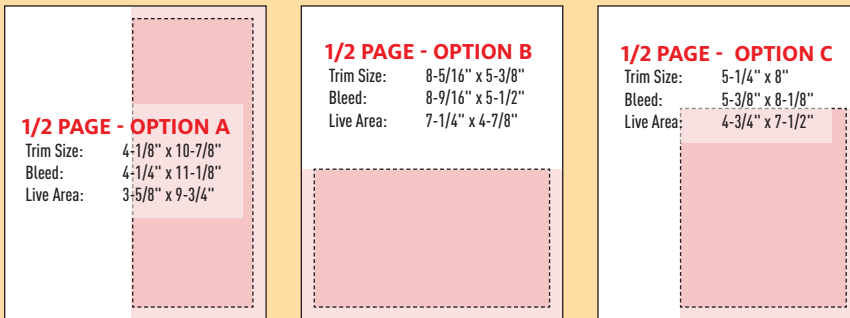 1/2 PAGE - OPTION A
Trim Size: 4-1/8" x 10-7/8"
Bleed: 4-1/4" x 11-1/8"
Live Area: 3-5/8" x 9-3/4"
1/2 PAGE - OPTION B
Trim Size: 8-5/16" x 5-3/8"
Bleed: 8-9/16" x 5-1/2"
Live Area: 7-1/4" x 4-7/8"
1/2 PAGE - OPTION C
Trim Size: 5-1/4" x 8"
Bleed: 5-3/8" x 8-1/8"
Live Area: 4-3/4" x 7-1/2"